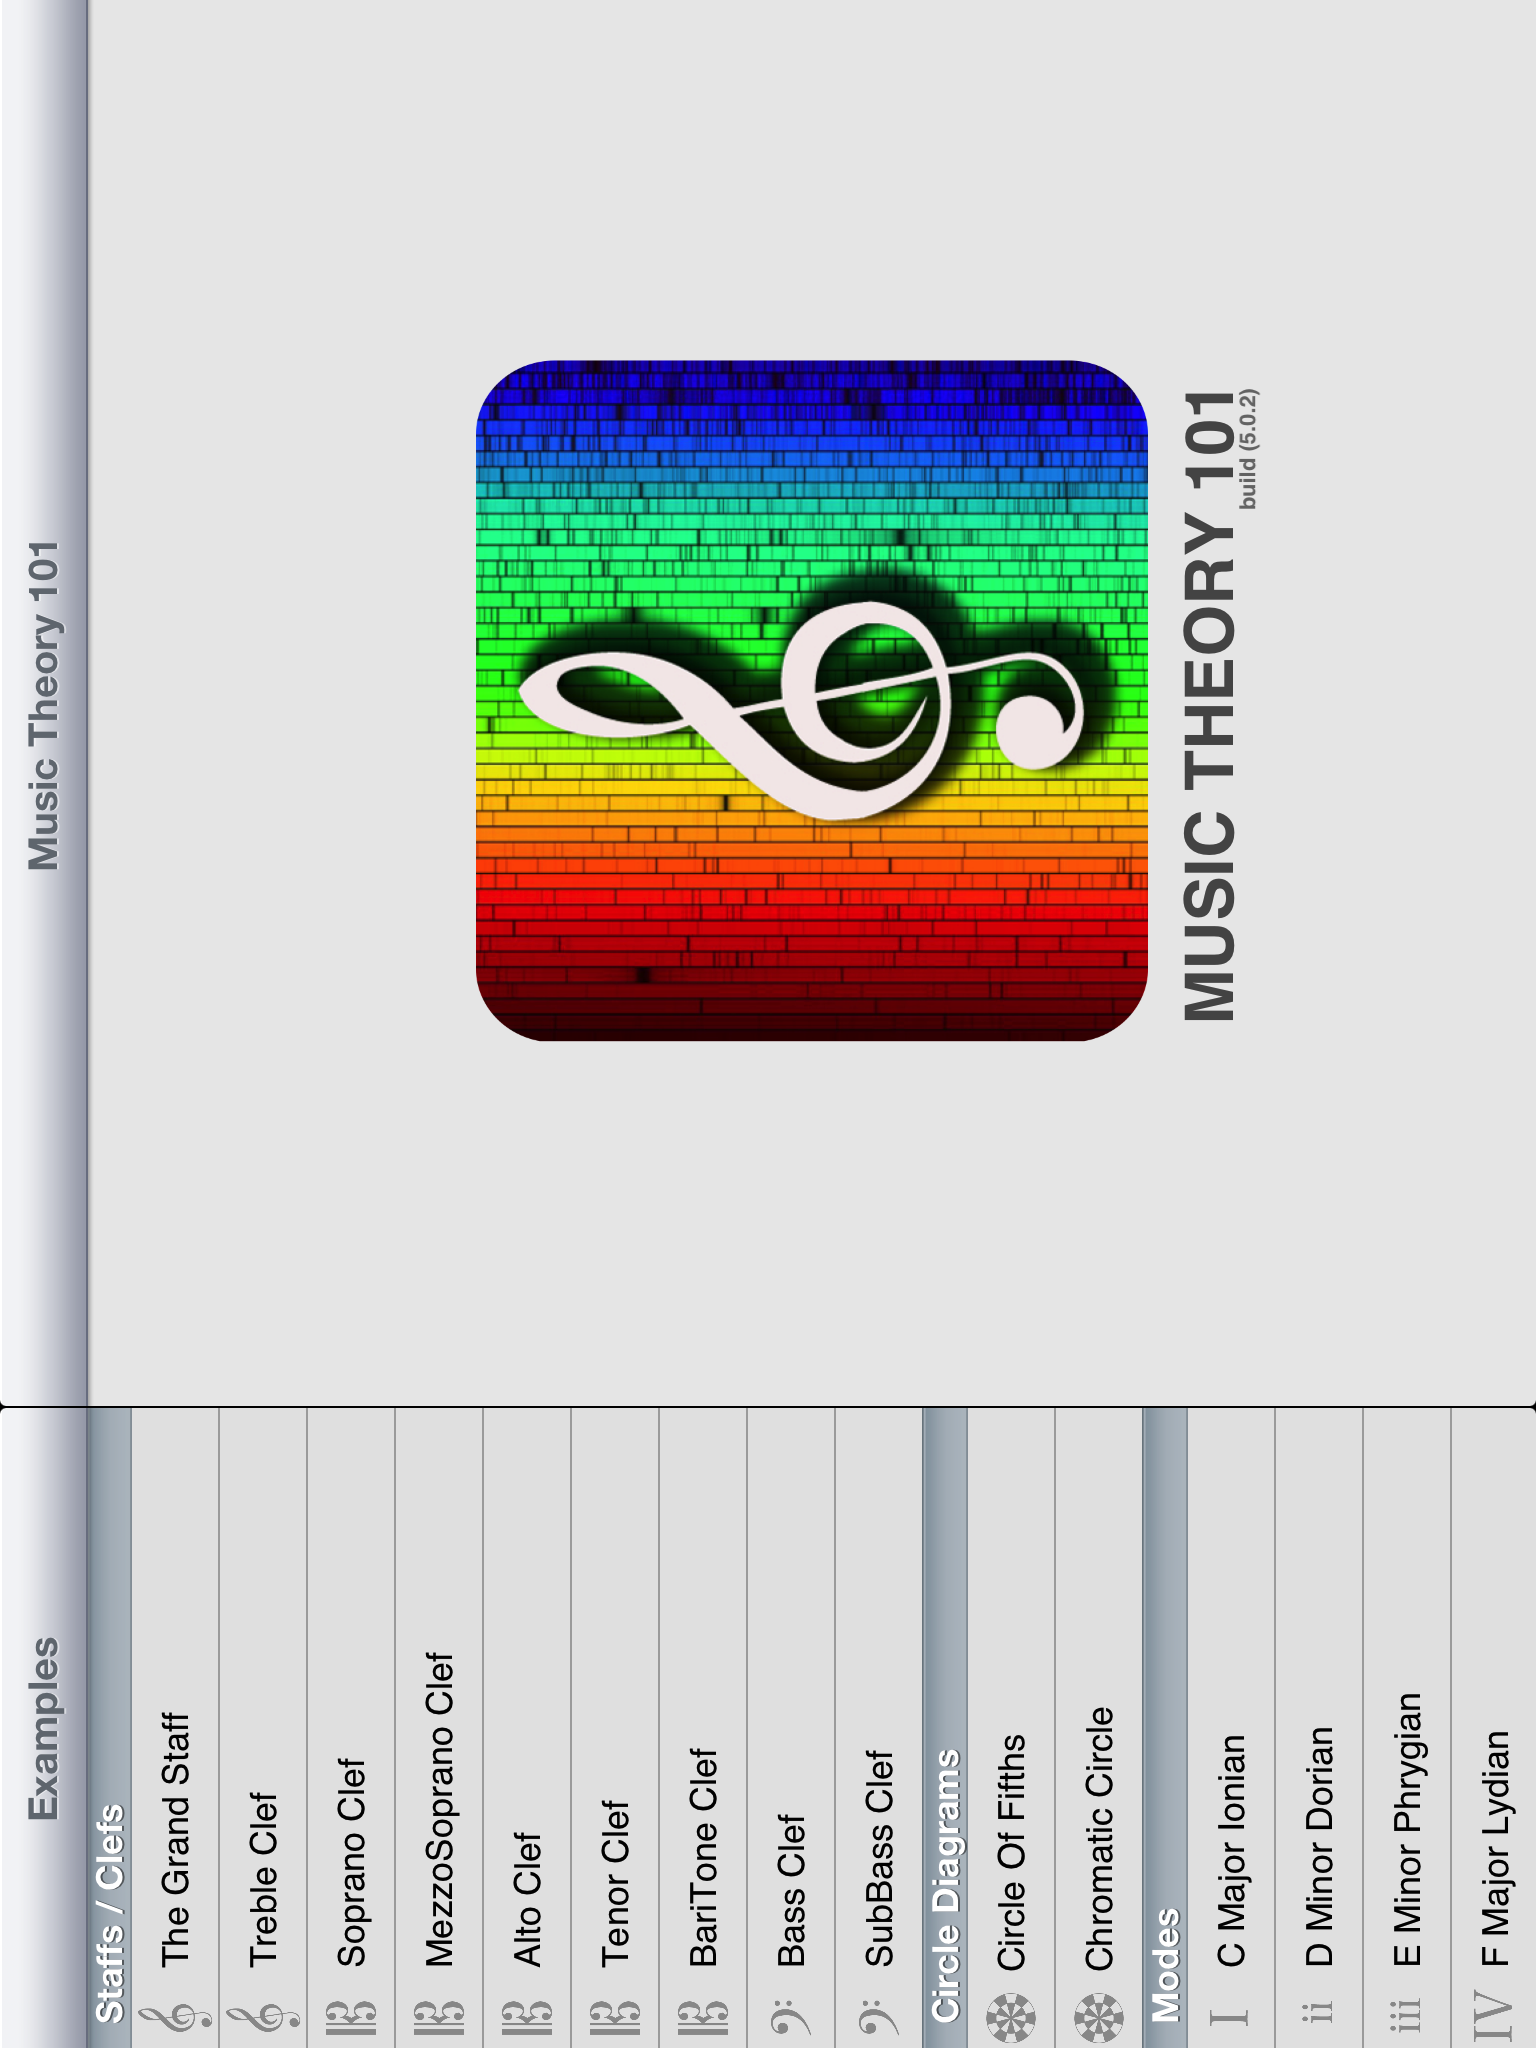 Examples
Staffs / Clefs
The Grand Staff
Treble Clef
Soprano Clef
MezzoSoprano Clef
Alto Clef
Tenor Clef
BariTone Clef
Bass Clef
SubBass Clef
Circle Diagrams
Circle Of Fifths
Chromatic Circle
Modes
I C Major Ionian
ii D Minor Dorian
iii E Minor Phrygian
IV F Major Lydian
Music Theory 101
MUSIC THEORY 101
build (5.0.2)